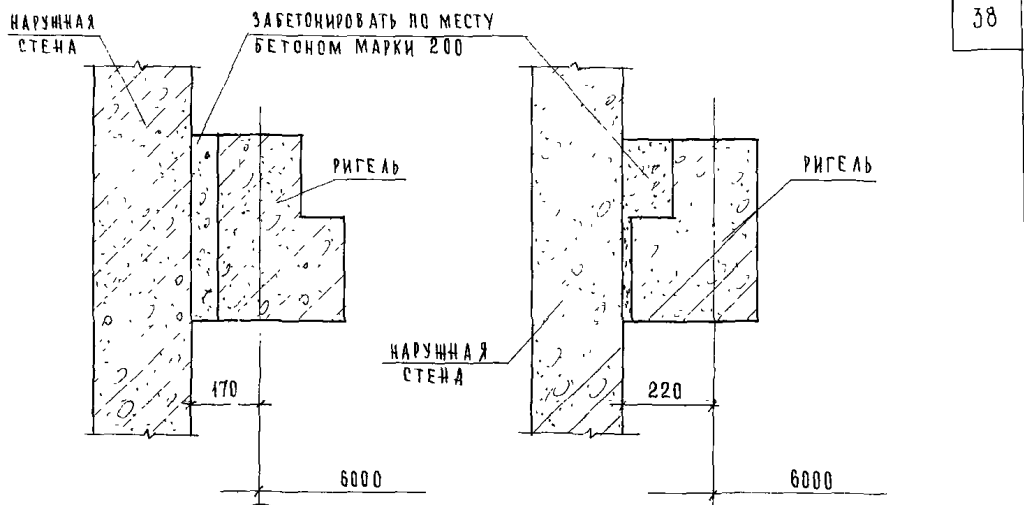 38
НАРУЖНАЯ
СТЕНА
ЗАБЕТОНИРОВАТЬ ПО МЕСТУ
БЕТОНОМ МАРКИ 200
РИГЕЛЬ
РИГЕЛЬ
НАРУЖНАЯ
СТЕНА
170
220
6000
6000